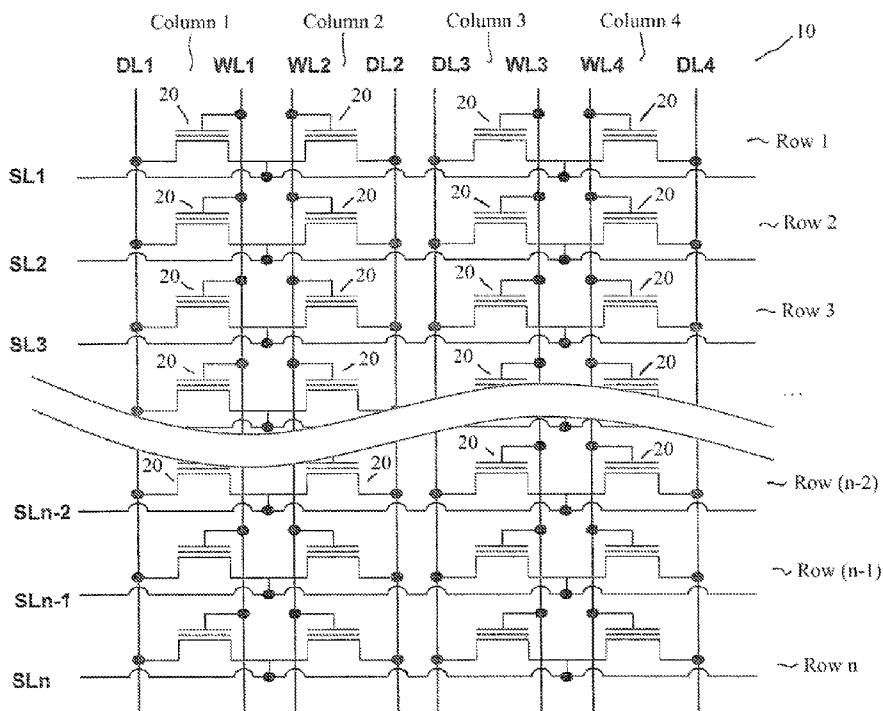 Column 1 Column 2 Column 3 Column 4 10
DL1 WL1 WL2 DL2 DL3 WL3 WL4 DL4
20 20 20 20
Row 1
SL1
20 20 20 20
Row 2
SL2
20 20 20 20
Row 3
SL3
20 20 20 20
...
20 20 20 20
Row (n-2)
SLn-2
Row (n-1)
SLn-1
Row n
SLn